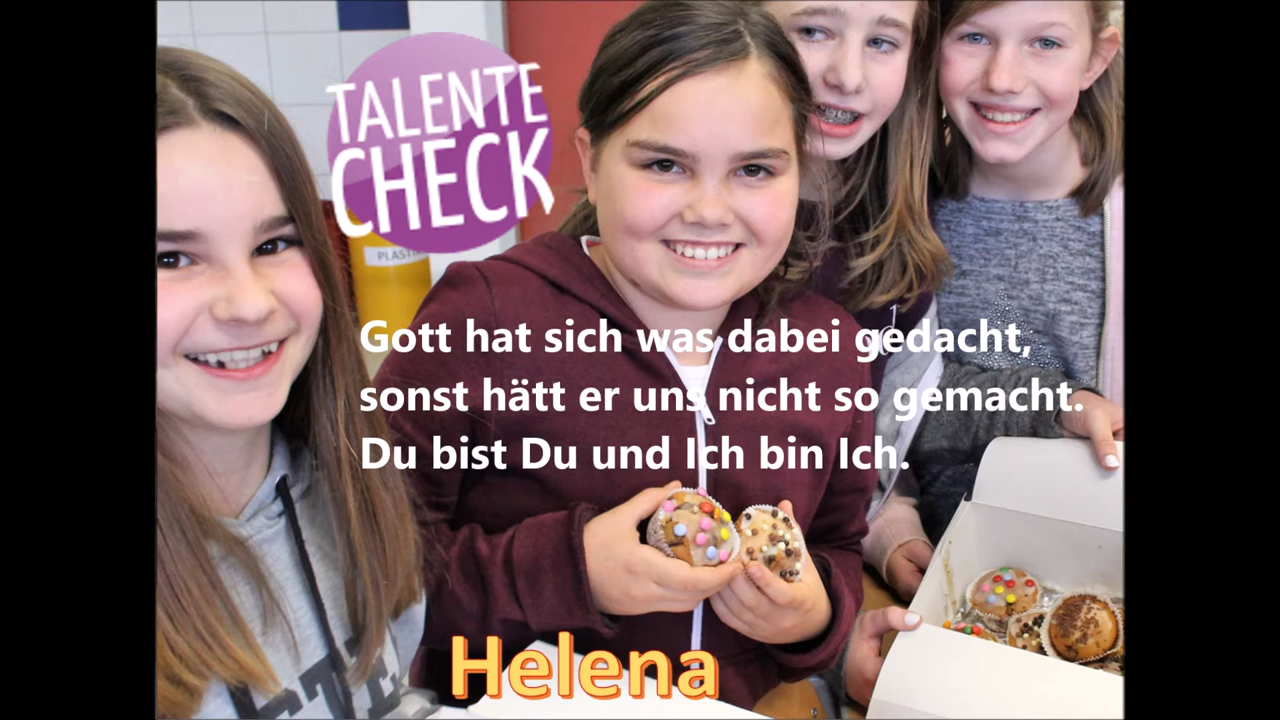 TALENTE
CHECK
PLASTIK
Gott hat sich was dabei gedacht,
sonst hätt er uns nicht so gemacht.
Du bist Du und Ich bin Ich.
Helena